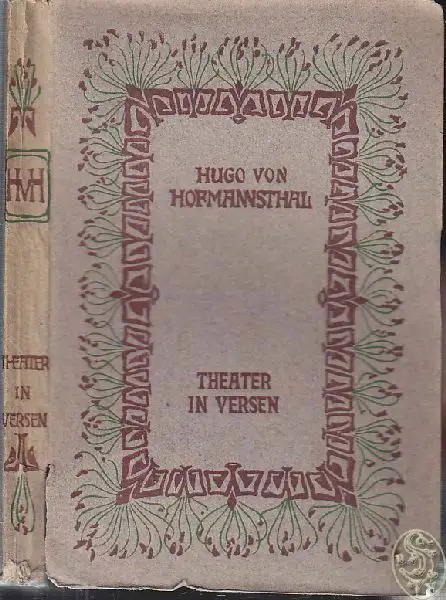 HVH
THEATER
IN
VERSEN
HUGO VON
HOFMANNSTHAL
THEATER
IN VERSEN